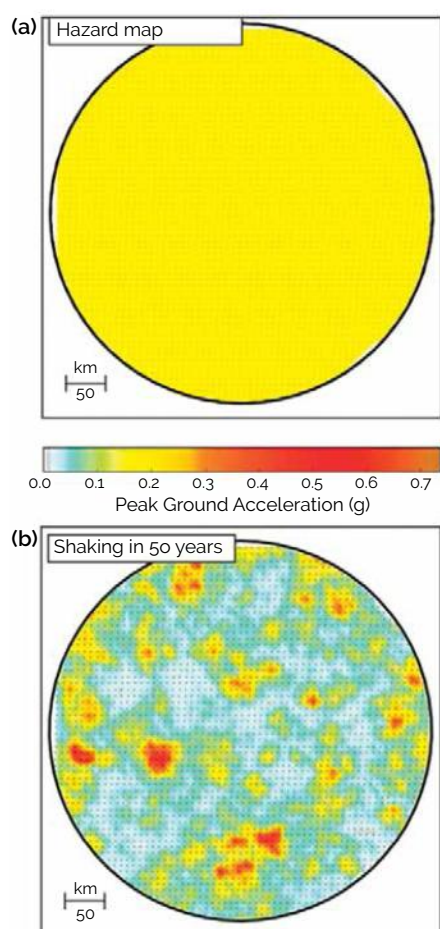 (a)
Hazard map
km
50
0.0 0.1 0.2 0.3 0.4 0.5 0.6 0.7
Peak Ground Acceleration (g)
(b)
Shaking in 50 years
km
50